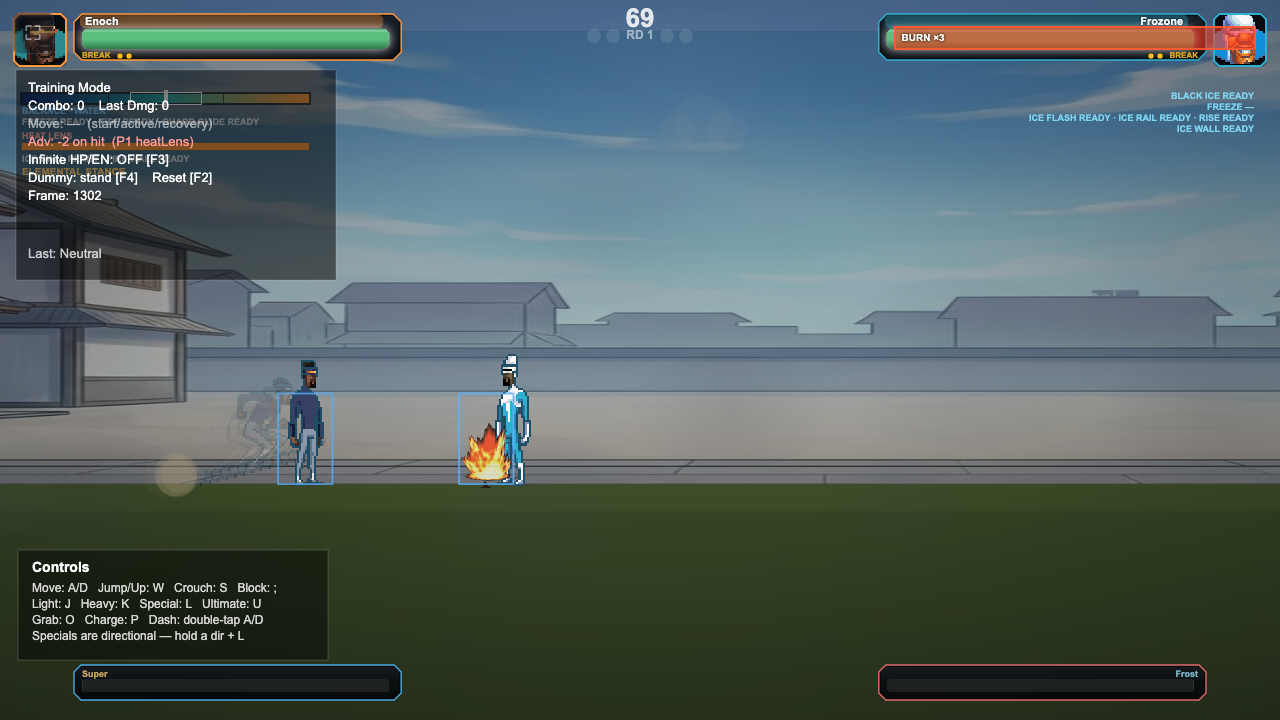 Enoch
69
Frozone
RD 1
BURN ×3
BREAK
BREAK
Training Mode
Combo: 0 Last Dmg: 0
Move: — (start/active/recovery)
Adv: -2 on hit (P1 heatLens)
Infinite HP/EN: OFF [F3]
Dummy: stand [F4] Reset [F2]
Frame: 1302
Last: Neutral
HEAT LENS
ELEMENTAL STANCE
BLACK ICE READY
FREEZE —
ICE FLASH READY · ICE RAIL READY · RISE READY
ICE WALL READY
Controls
Move: A/D Jump/Up: W Crouch: S Block: ;
Light: J Heavy: K Special: L Ultimate: U
Grab: O Charge: P Dash: double-tap A/D
Specials are directional — hold a dir + L
Super
Frost